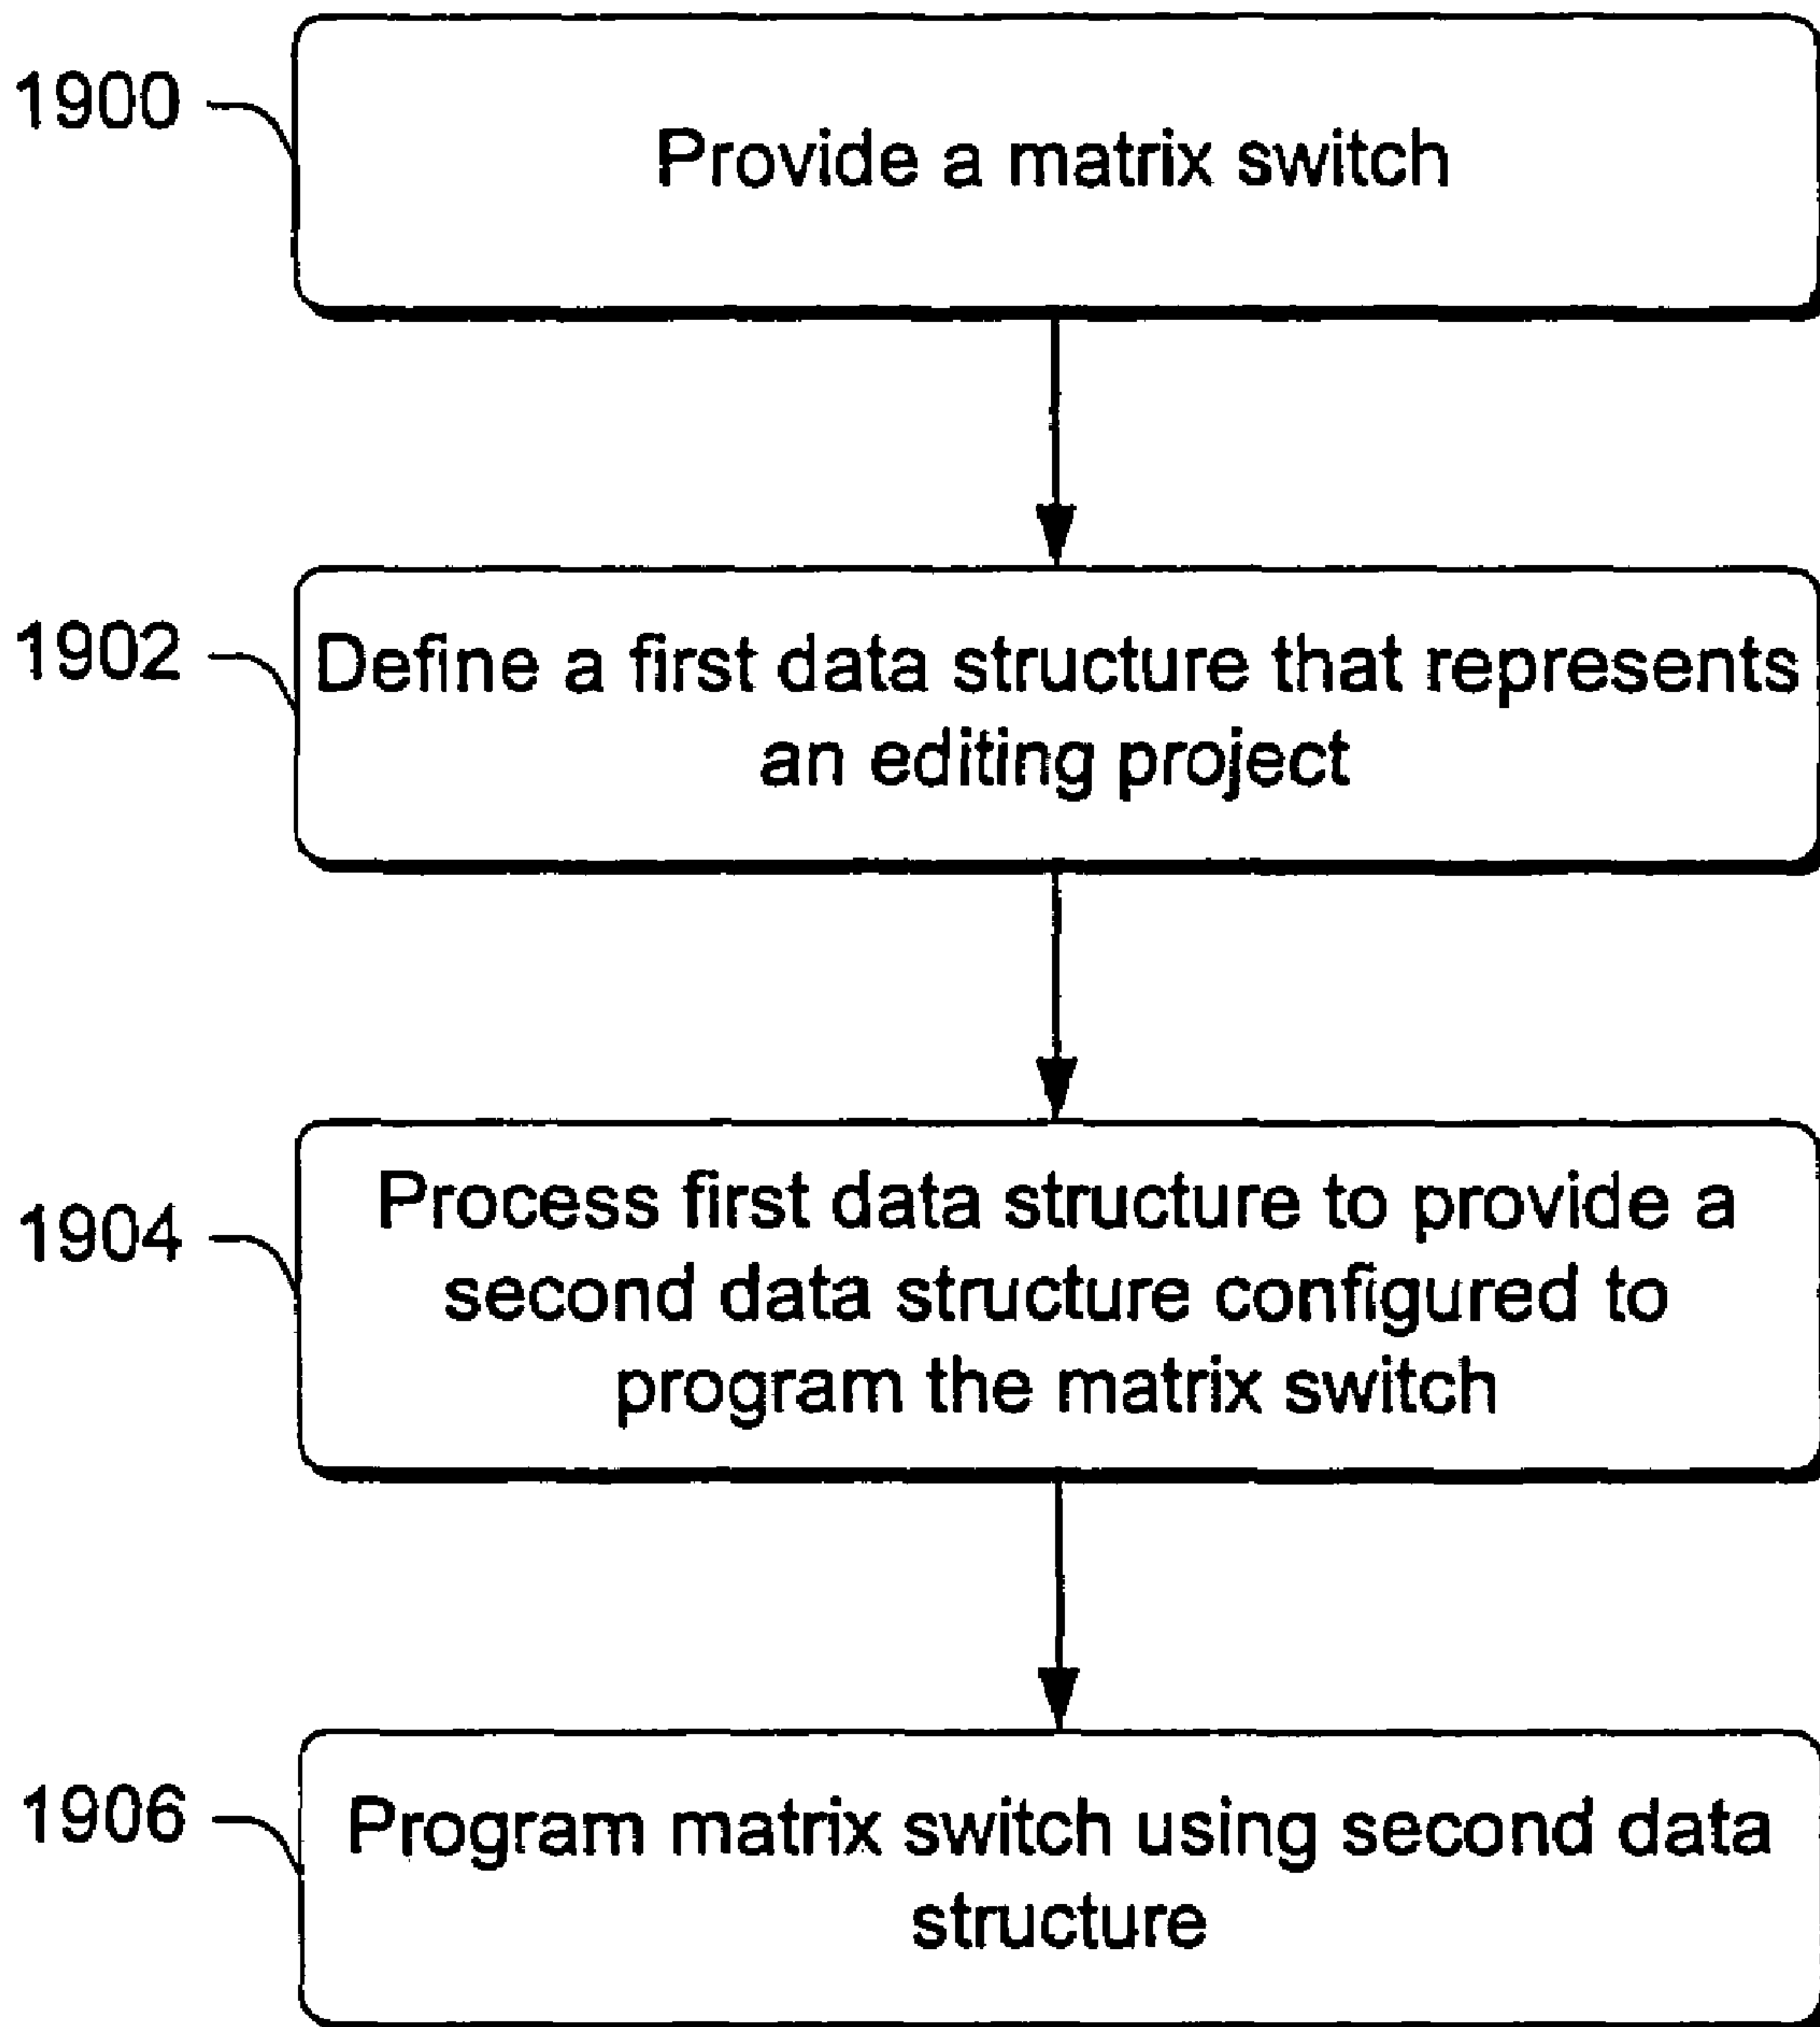 1900
Provide a matrix switch
1902
Define a first data structure that represents
an editing project
1904
Process first data structure to provide a
second data structure configured to
program the matrix switch
1906
Program matrix switch using second data
structure